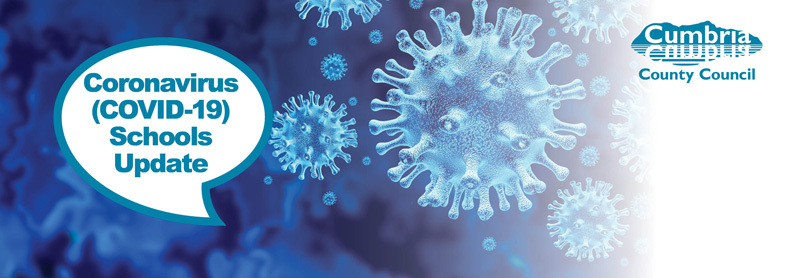 Coronavirus
(COVID-19)
Schools
Update
Cumbria
County Council